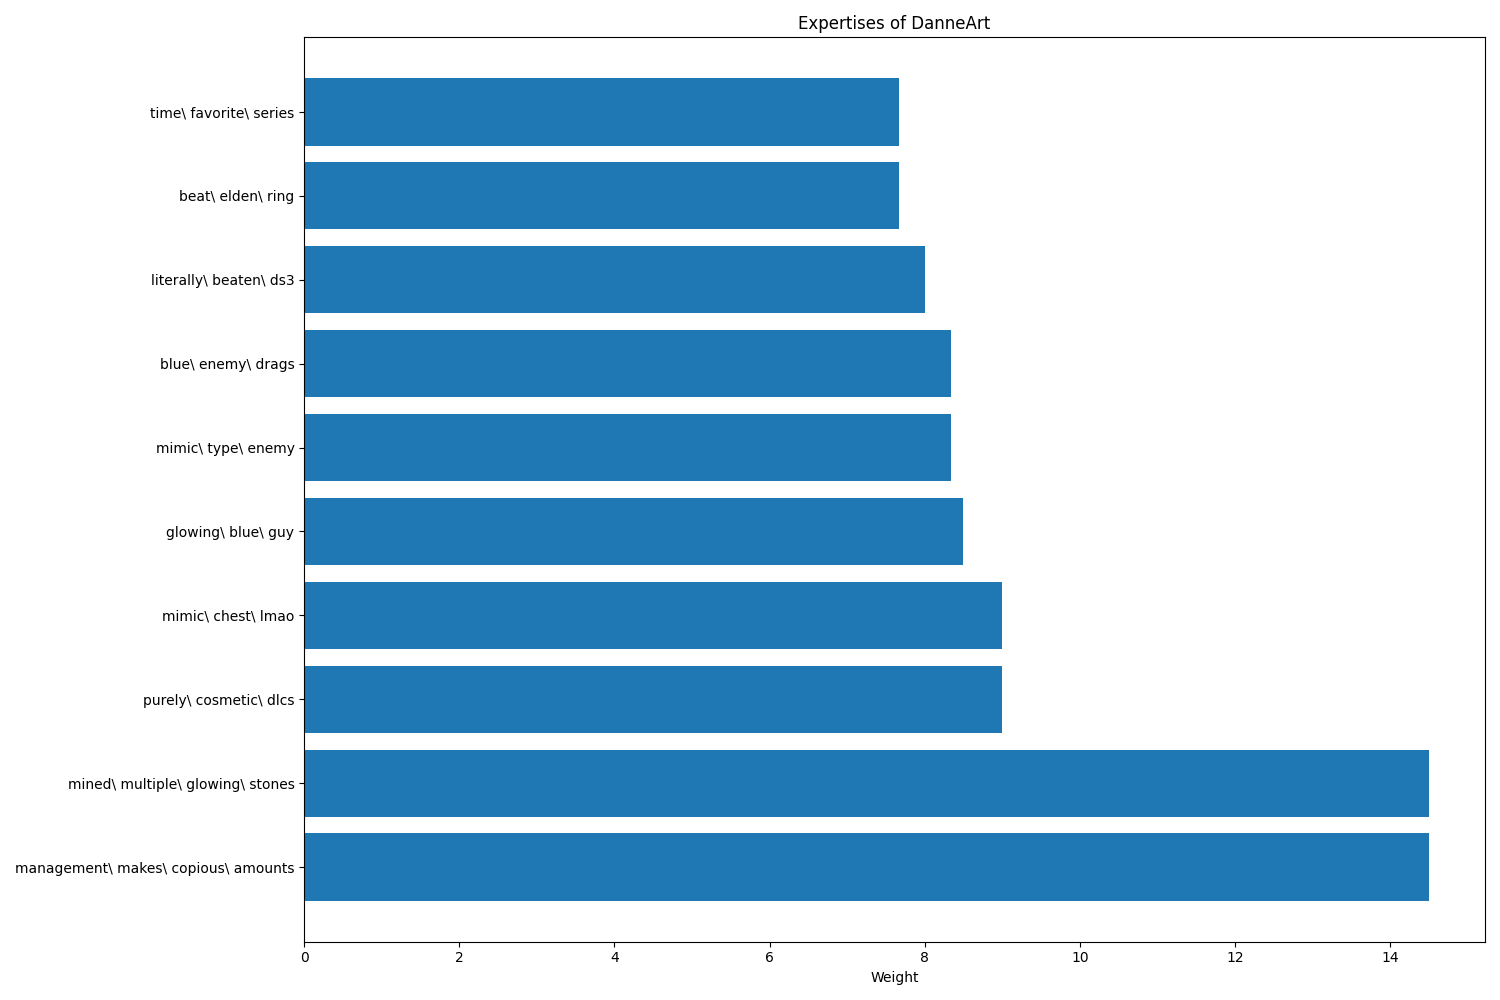 Expertises of DanneArt
time\ favorite\ series
beat\ elden\ ring
literally\ beaten\ ds3
blue\ enemy\ drags
mimic\ type\ enemy
glowing\ blue\ guy
mimic\ chest\ lmao
purely\ cosmetic\ dlcs
mined\ multiple\ glowing\ stones
management\ makes\ copious\ amounts
0 2 4 6 8 10 12 14
Weight